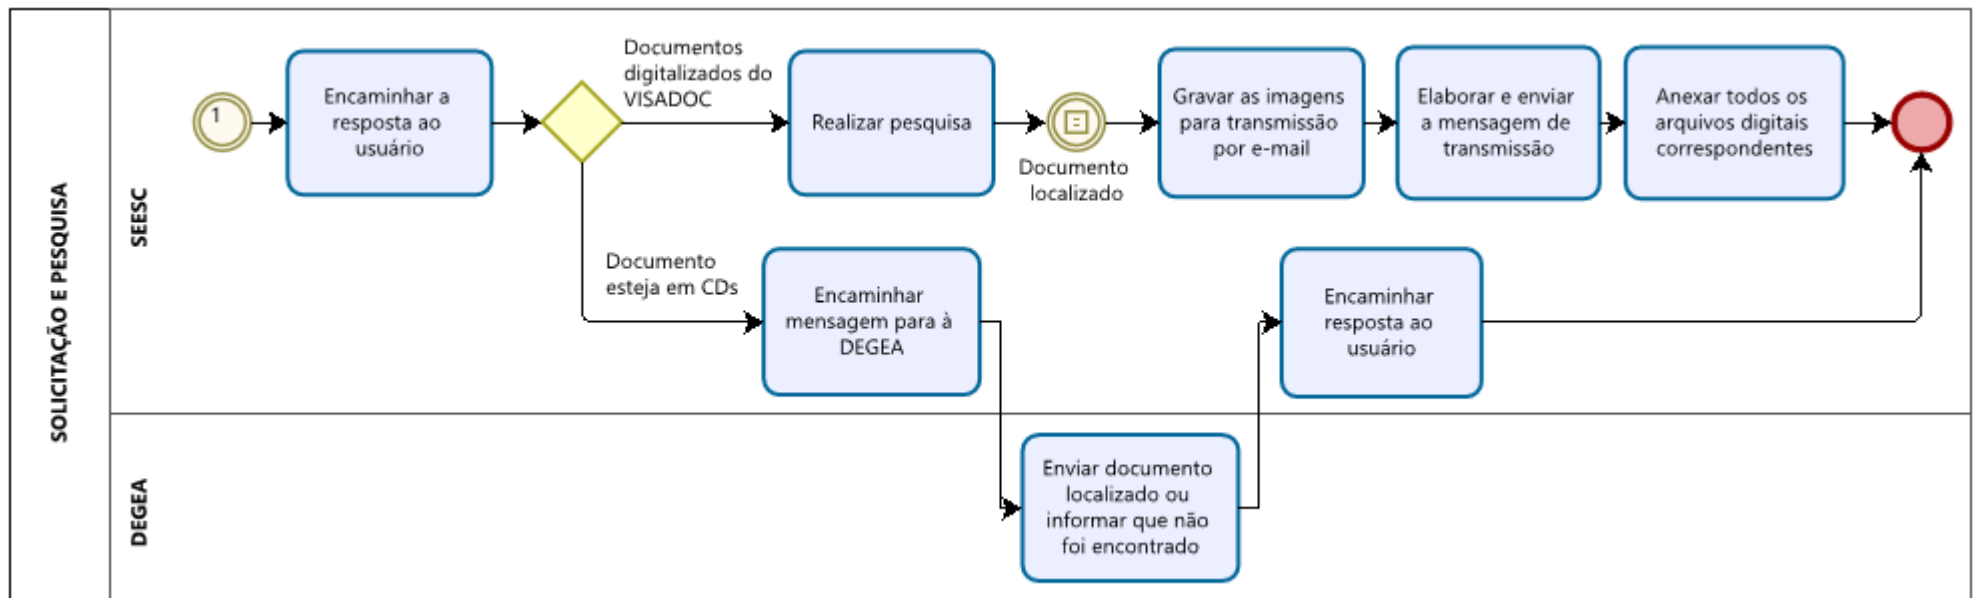 SOLICITAÇÃO E PESQUISA
SEESC
1
Encaminhar a
resposta ao
usuário
Documentos
digitalizados do
VISADOC
Realizar pesquisa
Documento
localizado
Gravar as imagens
para transmissão
por e-mail
Elaborar e enviar
a mensagem de
transmissão
Anexar todos os
arquivos digitais
correspondentes
Documento
esteja em CDs
Encaminhar
mensagem para à
DEGEA
Encaminhar
resposta ao
usuário
DEGEA
Enviar documento
localizado ou
informar que não
foi encontrado